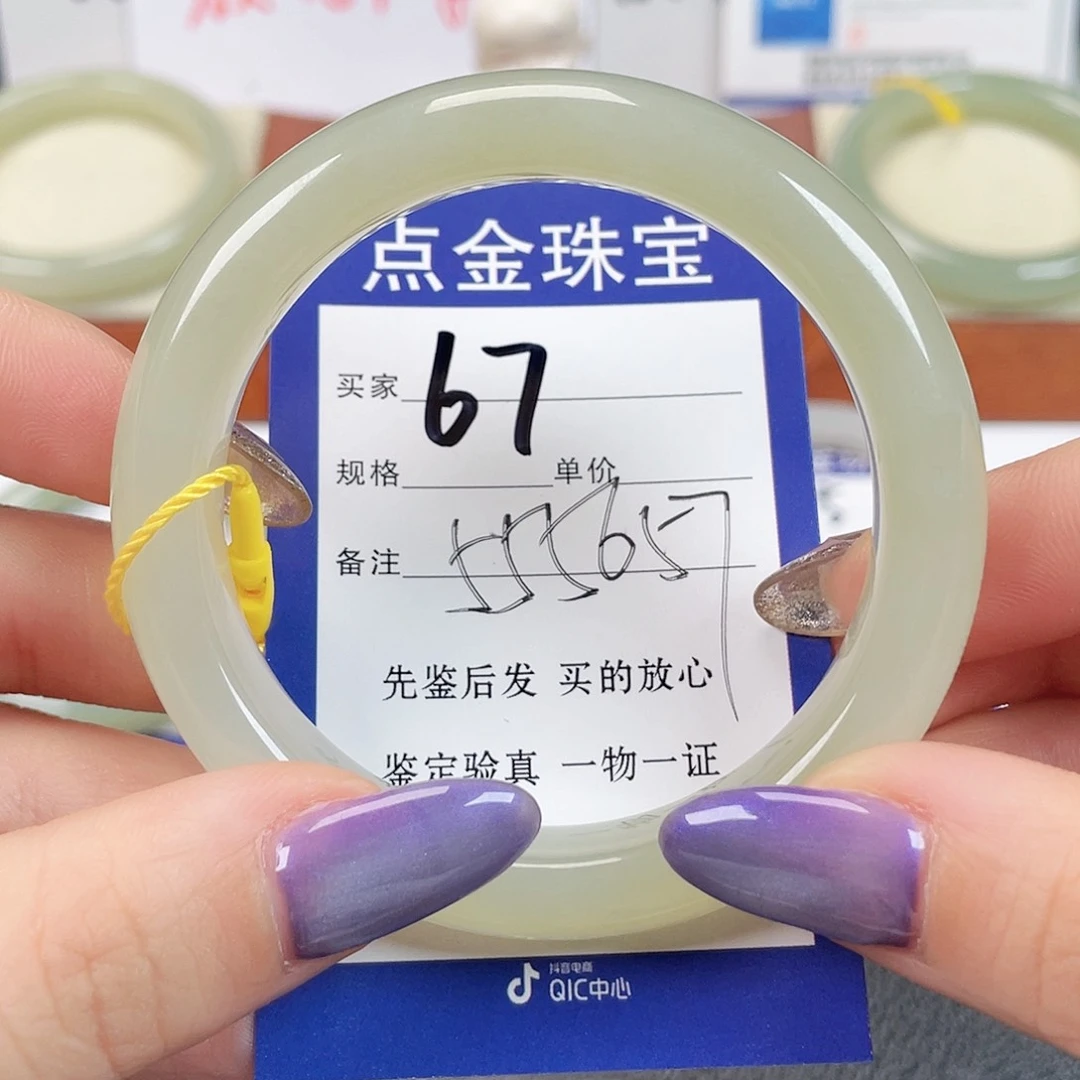 点金珠宝
买家 67
规格 单价
备注
先鉴后发 买的放心
鉴定验真 一物一证
抖音电商
QIC中心